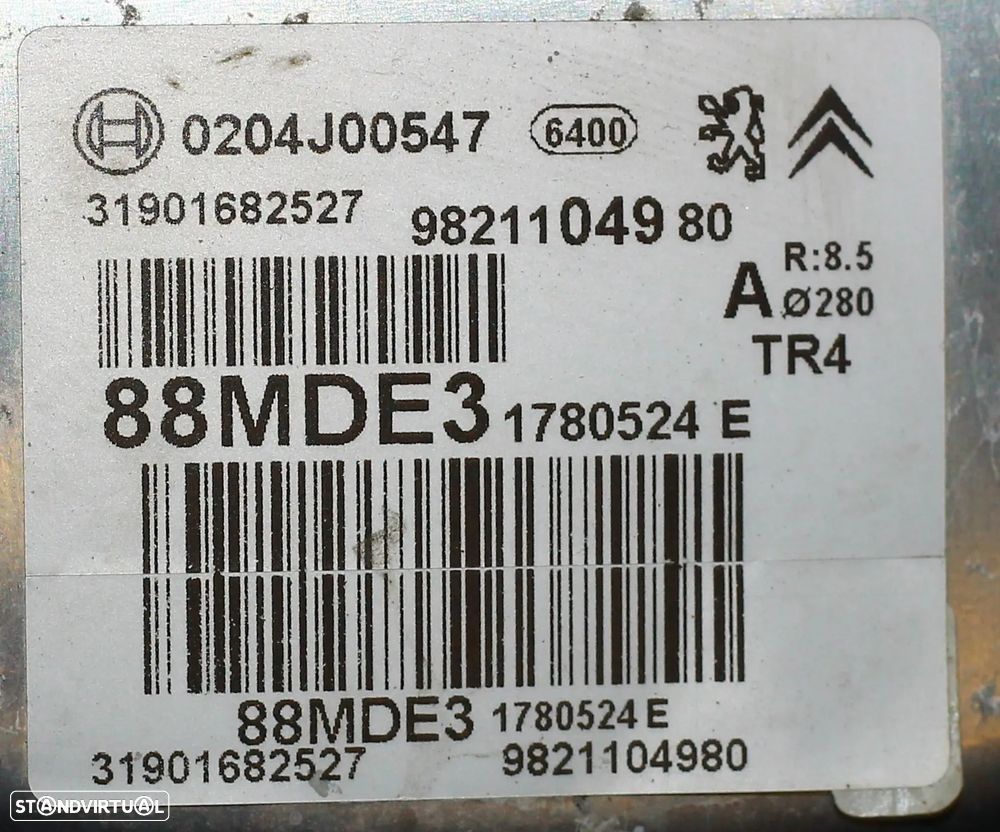 0204J00547 6400
31901682527 9821104980
A R:8.5
Ø280
TR4
88MDE3 1780524 E
88MDE3 1780524 E
31901682527 9821104980
STANDVIRTUAL